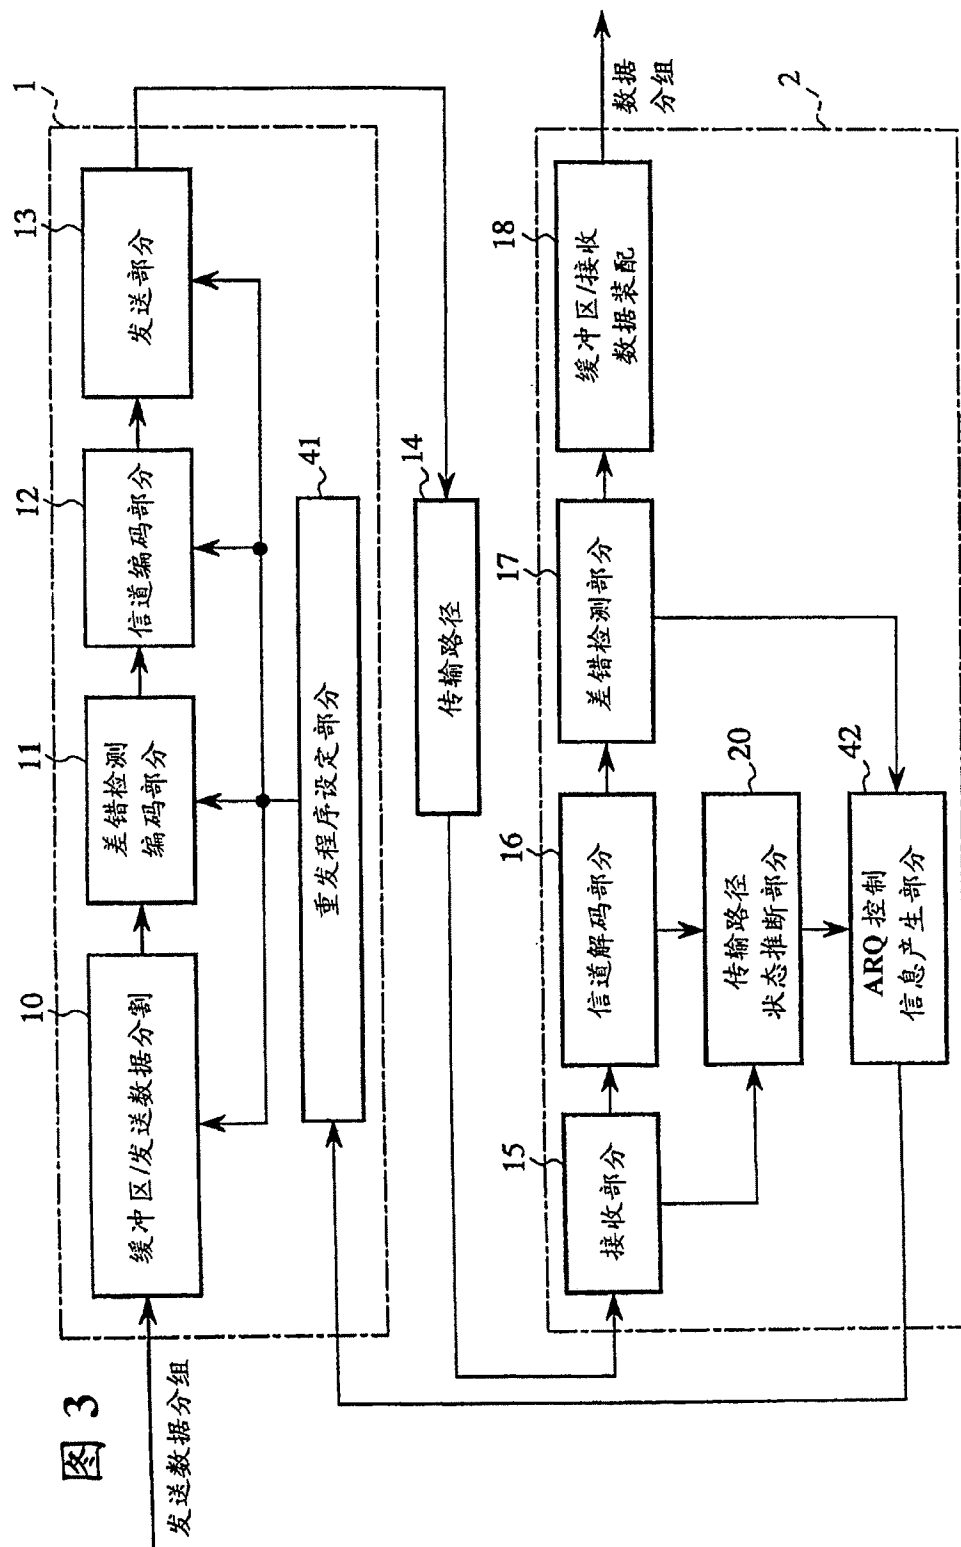 图 3
发送数据分组
1
10
缓冲区/发送数据分割
11
差错检测
编码部分
12
信道编码部分
13
发送部分
41
重发程序设定部分
14
传输路径
2
15
接收部分
16
信道解码部分
17
差错检测部分
18
缓冲区/接收
数据装配
数据
分组
20
传输路径
状态推断部分
42
ARQ 控制
信息产生部分